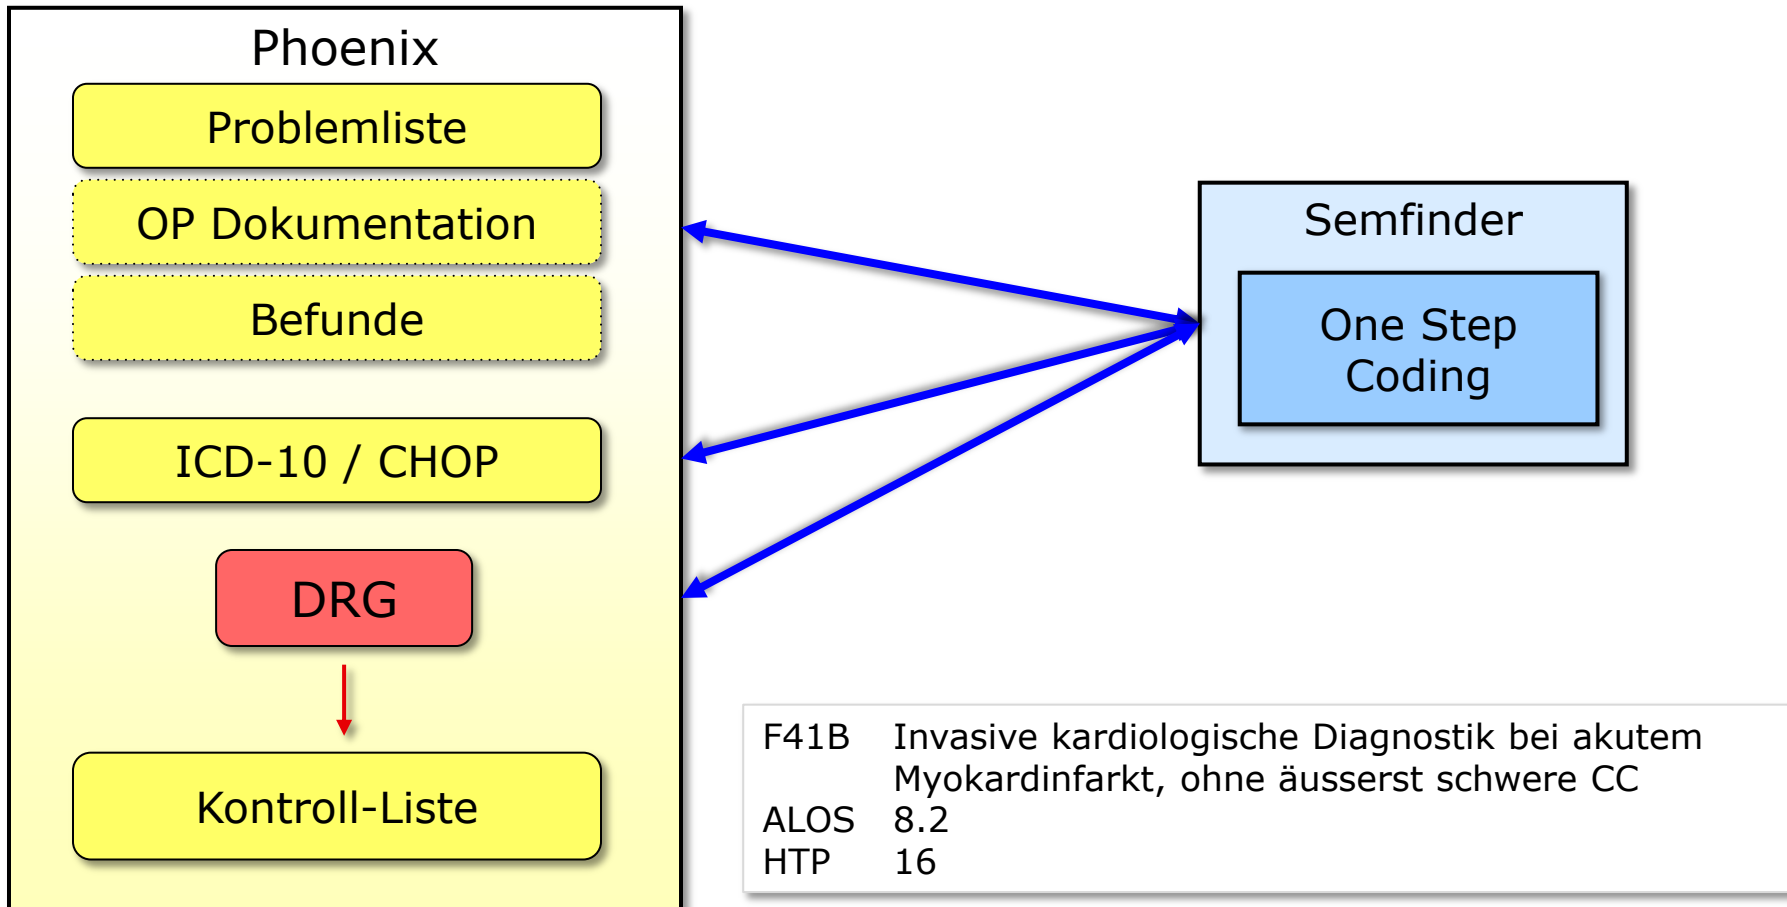 Phoenix
Problemliste
OP Dokumentation
Befunde
ICD-10 / CHOP
DRG
Kontroll-Liste
Semfinder
One Step
Coding
F41B Invasive kardiologische Diagnostik bei akutem
Myokardinfarkt, ohne äusserst schwere CC
ALOS 8.2
HTP 16